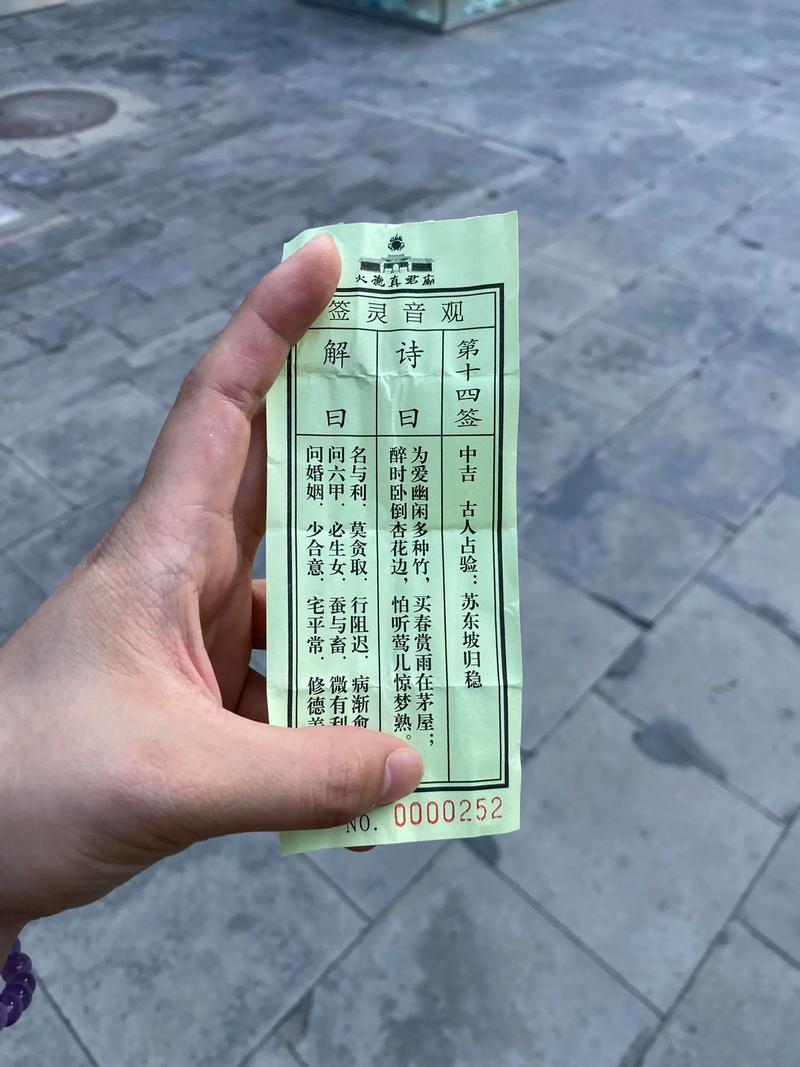 火德真君廟
观音灵签
第十四签
中吉 古人占验：苏东坡归稳
诗曰
为爱幽闲多种竹，买春赏雨在茅屋；
醉时卧倒杏花边，怕听莺儿惊梦熟。
解曰
名与利．莫贪取．行阻迟．病渐愈
问六甲．必生女．蚕与畜．微有利
问婚姻．少合意．宅平常．修德
NO. 0000252